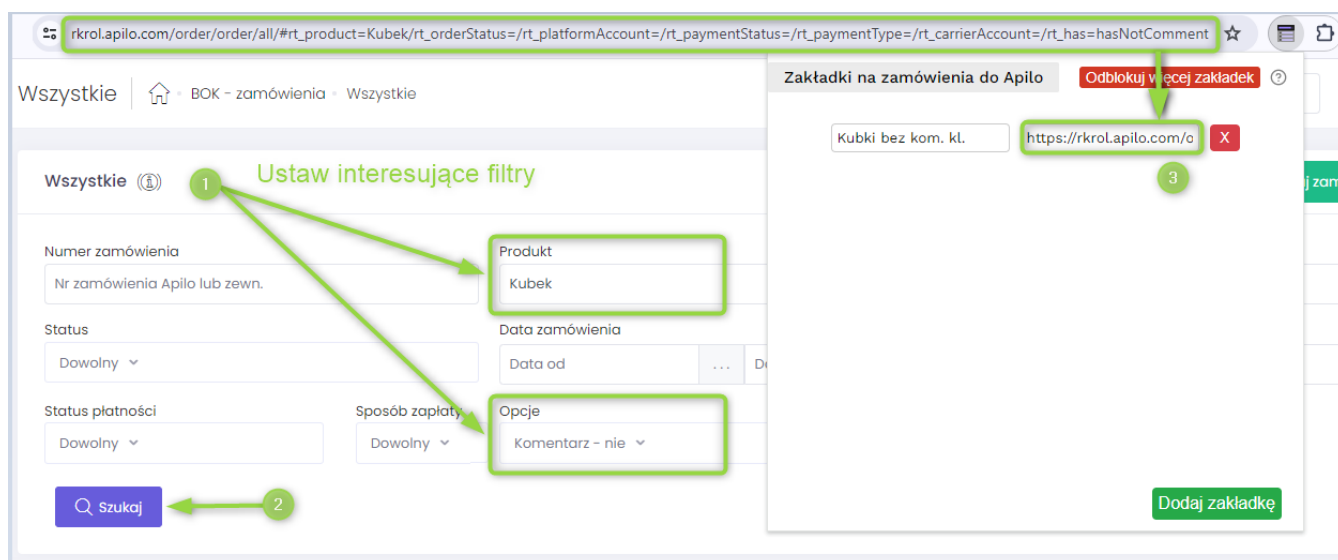 rkrol.apilo.com/order/order/all/#rt_product=Kubek/rt_orderStatus=/rt_platformAccount=/rt_paymentStatus=/rt_paymentType=/rt_carrierAccount=/rt_has=hasNotComment
Wszystkie BOK - zamówienia Wszystkie
Zakładki na zamówienia do Apilo Odblokuj więcej zakładek ?
Kubki bez kom. kl. https://rkrol.apilo.com/o X
3
Wszystkie (i) 1 Ustaw interesujące filtry
Numer zamówienia Produkt
Nr zamówienia Apilo lub zewn. Kubek
Status Data zamówienia
Dowolny Data od ...
Status płatności Sposób zapłaty Opcje
Dowolny Dowolny Komentarz - nie
Szukaj 2
Dodaj zakładkę